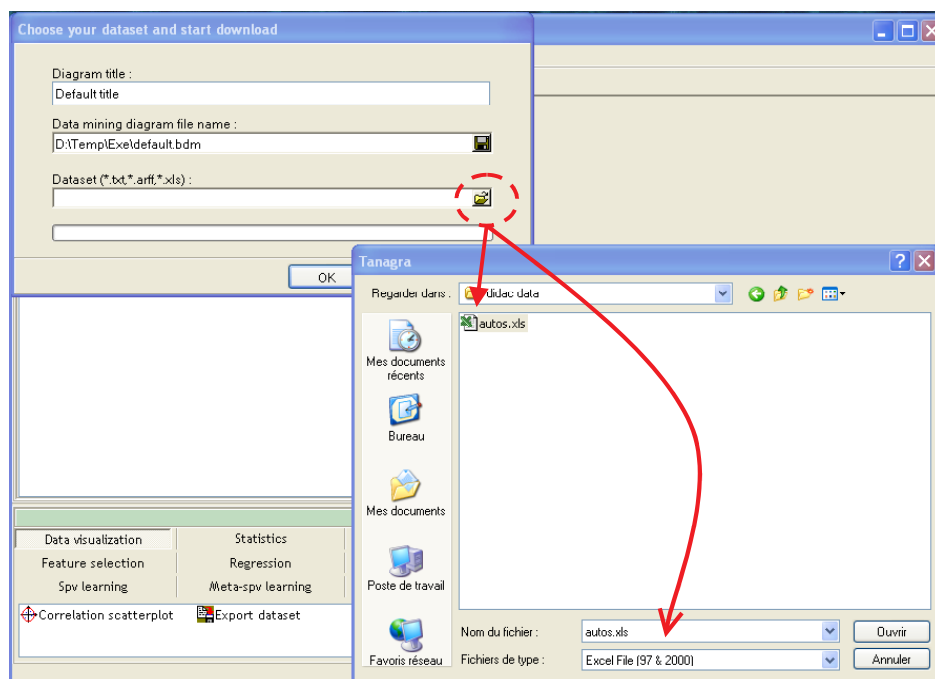 Choose your dataset and start download
Diagram title :
Default title
Data mining diagram file name :
D:\Temp\Exe\default.bdm
Dataset (*.txt,*.arff,*.xls) :
OK
Tanagra
Regarder dans :
didac data
autos.xls
Mes documents
récents
Bureau
Mes documents
Poste de travail
Favoris réseau
Nom du fichier :
autos.xls
Ouvrir
Fichiers de type :
Excel File (97 & 2000)
Annuler
Data visualization
Statistics
Feature selection
Regression
Spv learning
Meta-spv learning
Correlation scatterplot
Export dataset